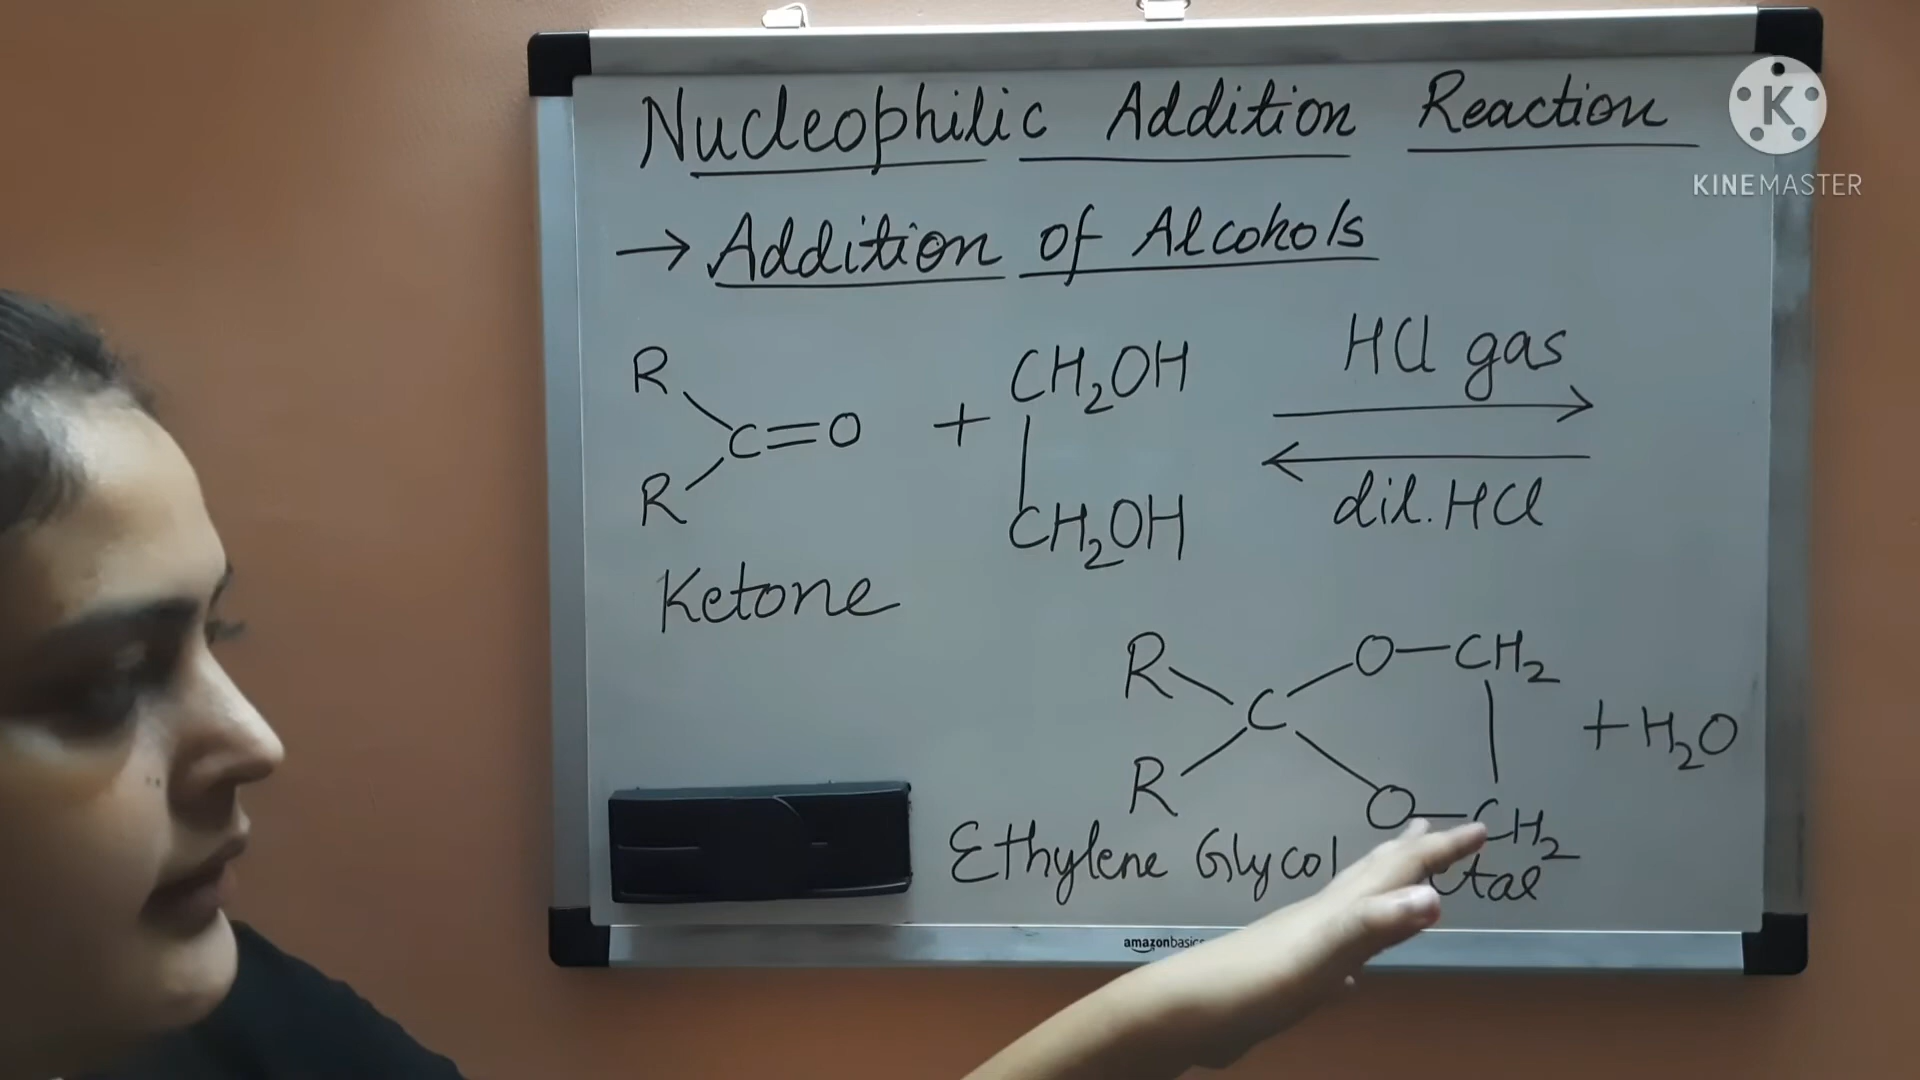 Nucleophilic Addition Reaction
KINEMASTER
→ Addition of Alcohols
R
R
C=O
+
CH₂OH
CH₂OH
HCl gas
dil. HCl
Ketone
R
R
C
O—CH₂
O—CH₂
+ H₂O
Ethylene Glycol
amazonbasics